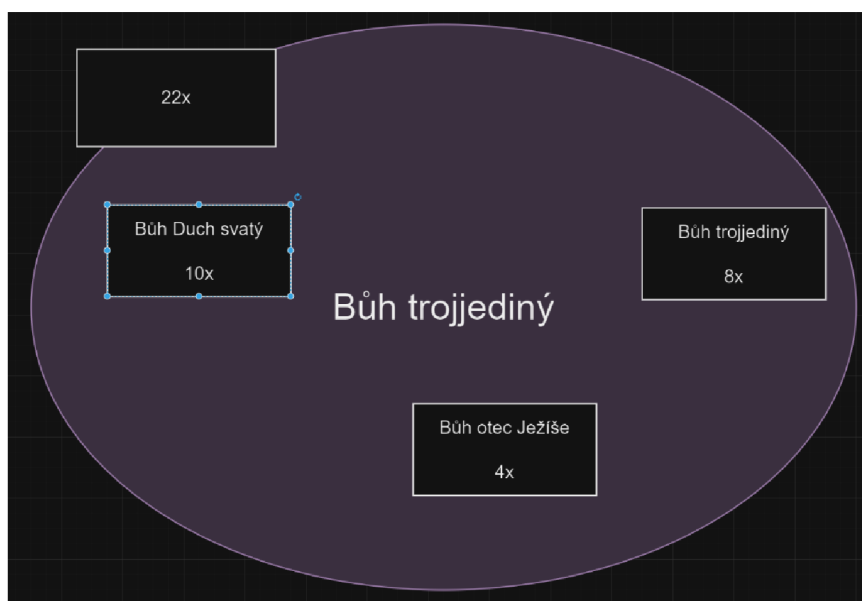 22x
Bůh Duch svatý
10x
Bůh trojjediný
8x
Bůh trojjediný
Bůh otec Ježíše
4x